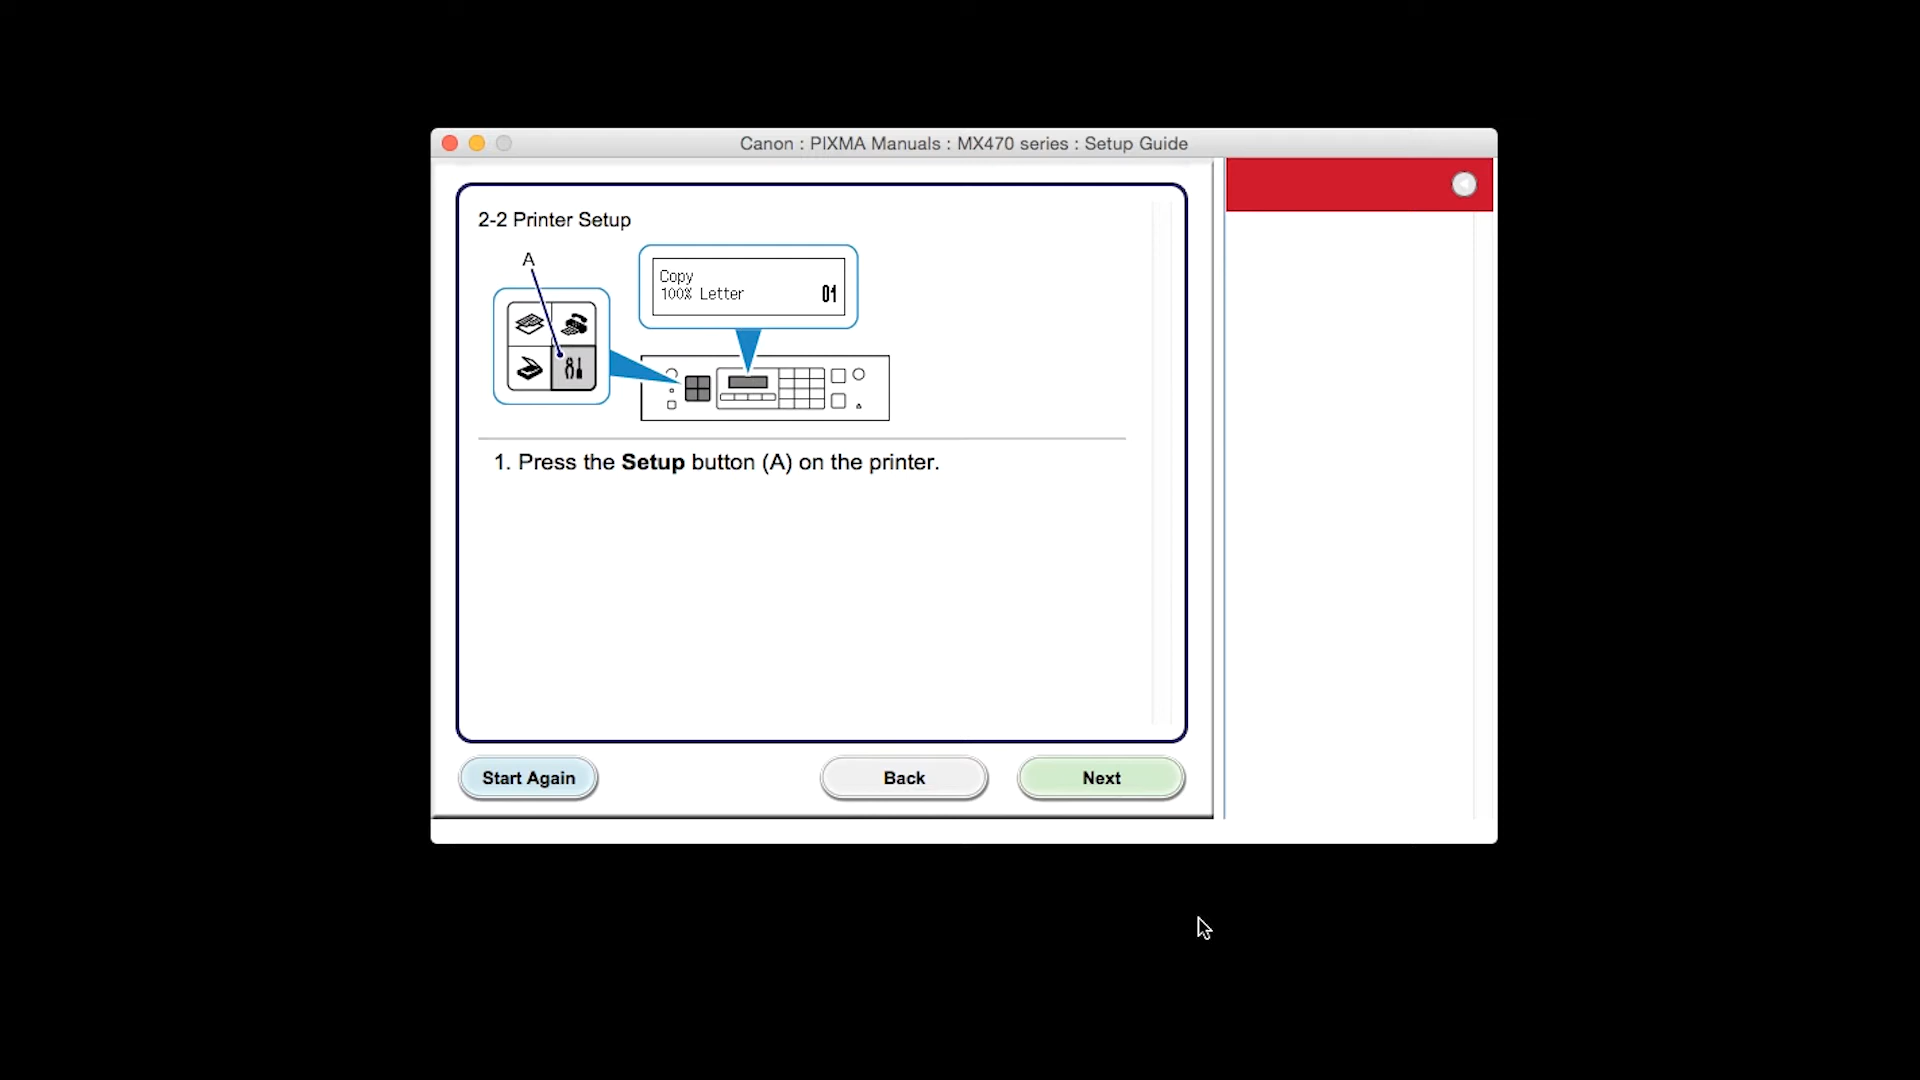 Canon : PIXMA Manuals : MX470 series : Setup Guide
2-2 Printer Setup
A
Copy
100% Letter 01
1. Press the Setup button (A) on the printer.
Start Again
Back
Next